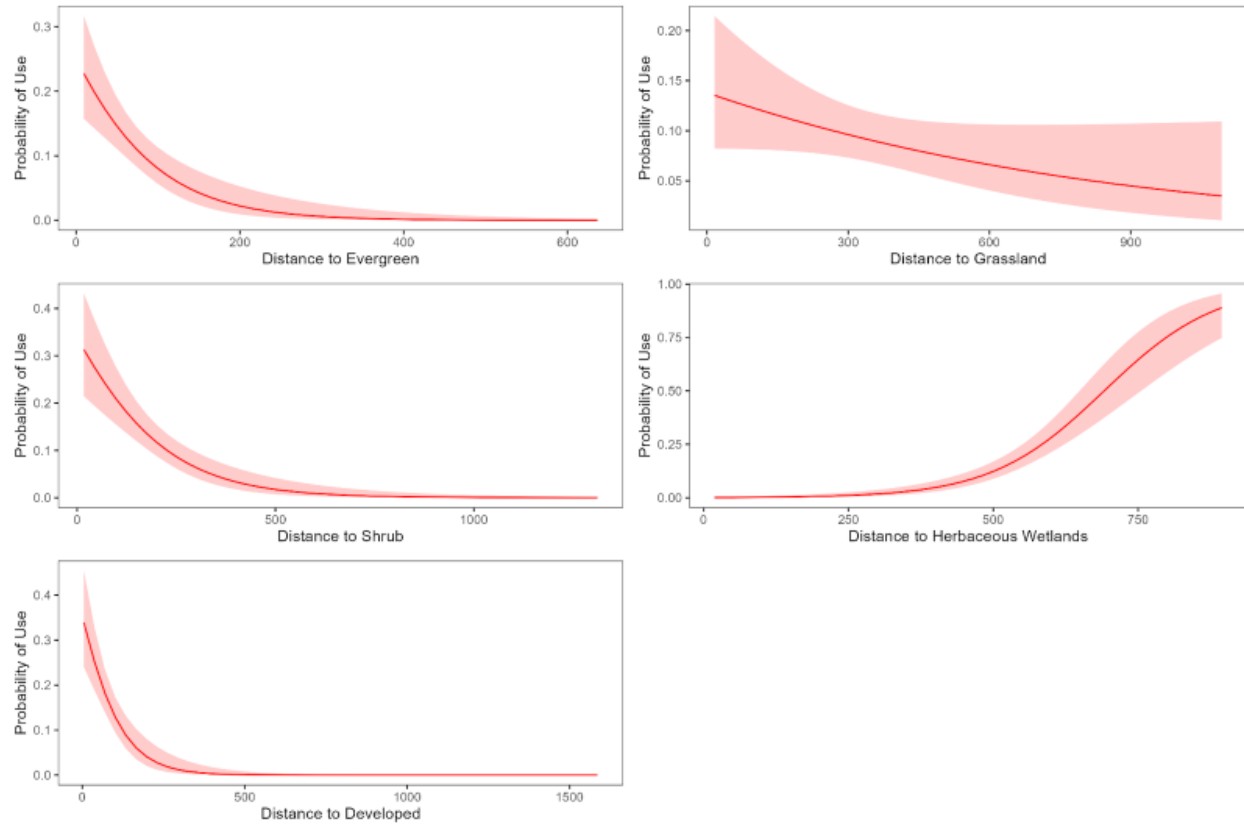 Probability of Use
0.3
0.2
0.1
0.0
0 200 400 600
Distance to Evergreen
Probability of Use
0.20
0.15
0.10
0.05
0 300 600 900
Distance to Grassland
Probability of Use
0.4
0.3
0.2
0.1
0.0
0 500 1000
Distance to Shrub
Probability of Use
1.00
0.75
0.50
0.25
0.00
0 250 500 750
Distance to Herbaceous Wetlands
Probability of Use
0.4
0.3
0.2
0.1
0.0
0 500 1000 1500
Distance to Developed